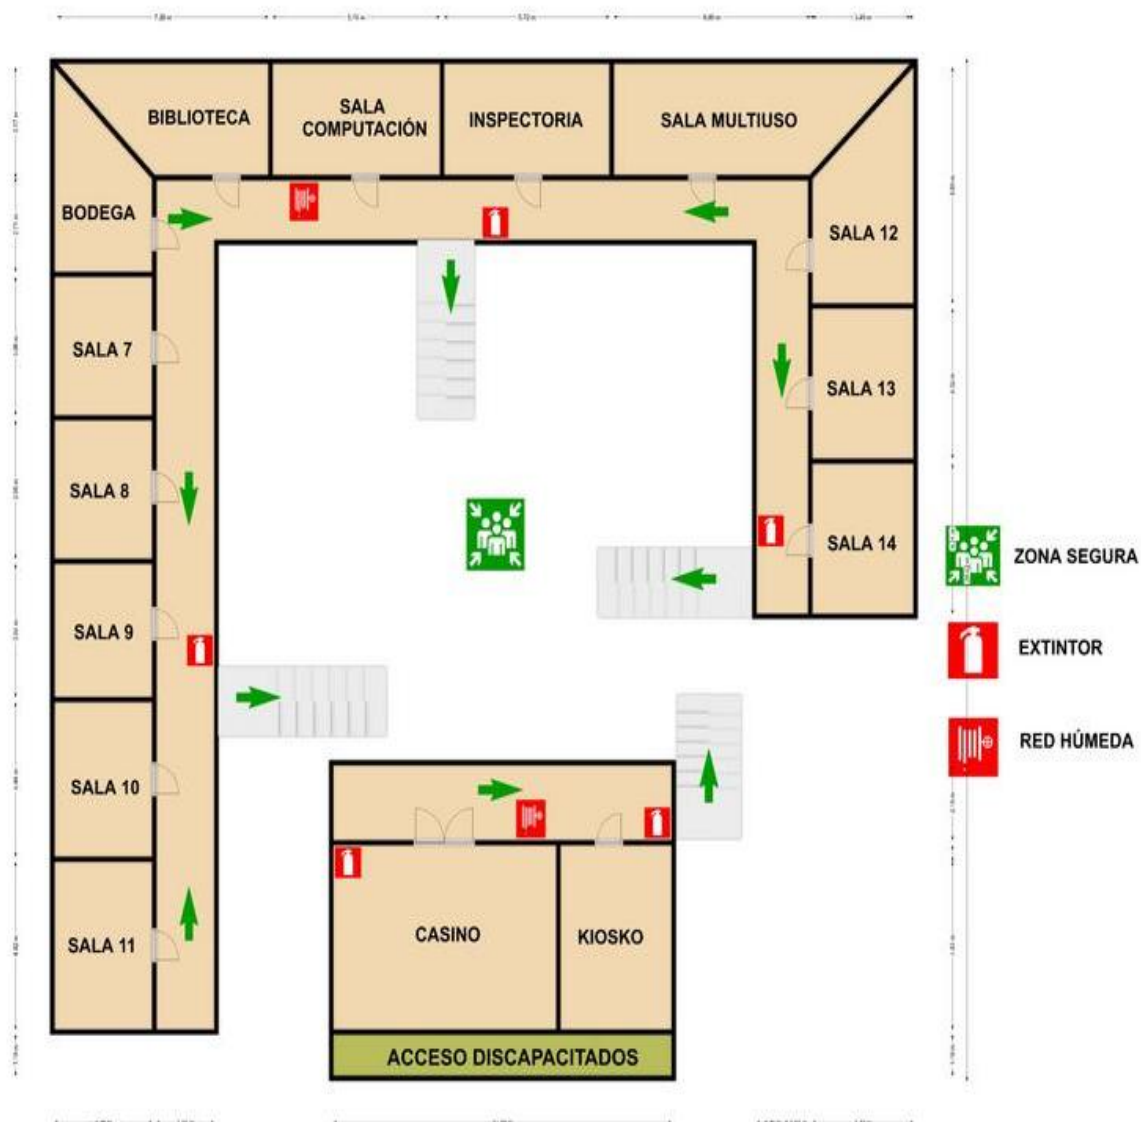 BIBLIOTECA
SALA
COMPUTACIÓN
INSPECTORIA
SALA MULTIUSO
BODEGA
SALA 12
SALA 7
SALA 13
SALA 8
SALA 14
ZONA SEGURA
SALA 9
EXTINTOR
RED HÚMEDA
SALA 10
CASINO
KIOSKO
SALA 11
ACCESO DISCAPACITADOS